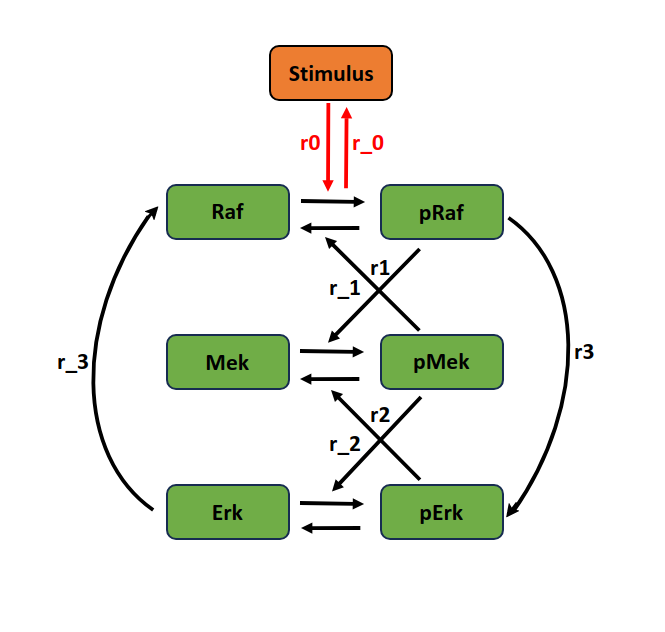 Stimulus
r0
r_0
Raf
pRaf
r1
r_1
r_3
Mek
pMek
r3
r2
r_2
Erk
pErk